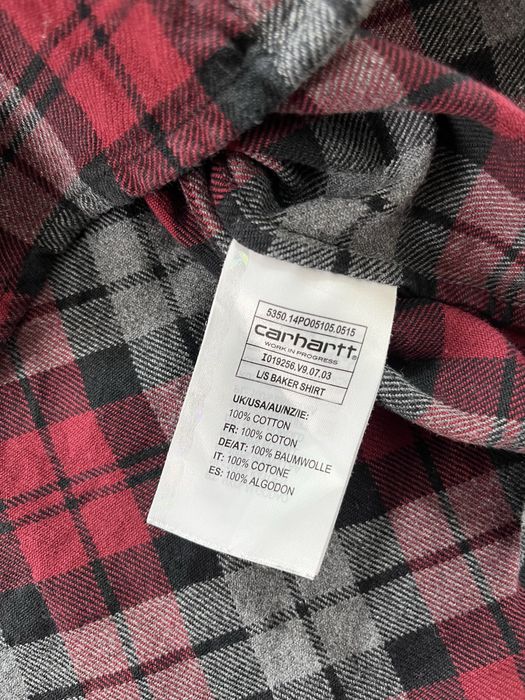 5350.14PO05105.0515
carhartt
WORK IN PROGRESS
I019256.V9.07.03
L/S BAKER SHIRT
UK/USA/AU/NZ/IE:
100% COTTON
FR: 100% COTON
DE/AT: 100% BAUMWOLLE
IT: 100% COTONE
ES: 100% ALGODON